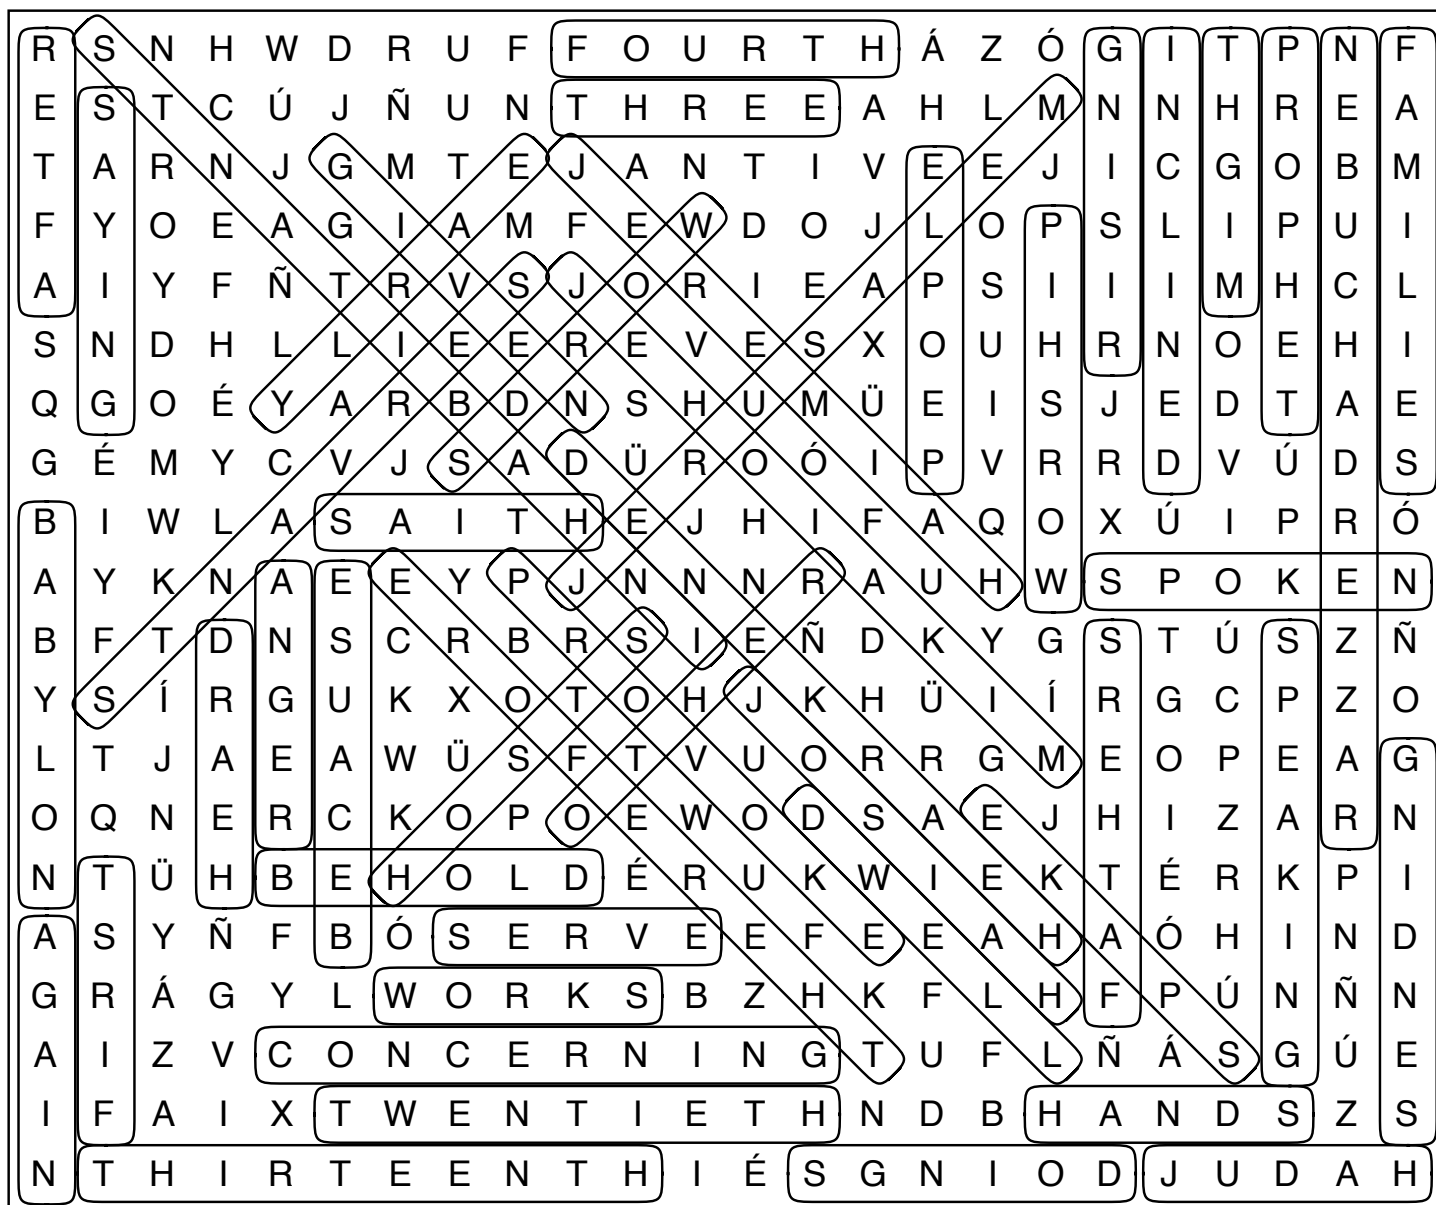 R S N H W D R U F F O U R T H Á Z Ó G I T P N F
E S T C Ú J Ñ U N T H R E E A H L M N N H R E A
T A R N J G M T E J A N T I V E E J I C G O B M
F Y O E A G I A M F E W D O J L O P S L I P U I
A I Y F Ñ T R V S J O R I E A P S I I I M H C L
S N D H L L I E E R E V E S X O U H R N O E H I
Q G O É Y A R B D N S H U M Ü E I S J E D T A E
G É M Y C V J S A D Ü R O Ó I P V R R D V Ú D S
B I W L A S A I T H E J H I F A Q O X Ú I P R Ó
A Y K N A E E Y P J N N N R A U H W S P O K E N
B F T D N S C R B R S I E Ñ D K Y G S T Ú S Z Ñ
Y S Í R G U K X O T O H J K H Ü I Í R G C P Z O
L T J A E A W Ü S F T V U O R R G M E O P E A G
O Q N E R C K O P O E W O D S A E J H I Z A R N
N T Ü H B E H O L D É R U K W I E K T É R K P I
A S Y Ñ F B Ó S E R V E E F E E A H A Ó H I N D
G R Á G Y L W O R K S B Z H K F L H F P Ú N Ñ N
A I Z V C O N C E R N I N G T U F L Ñ Á S G Ú E
I F A I X T W E N T I E T H N D B H A N D S Z S
N T H I R T E E N T H I É S G N I O D J U D A H